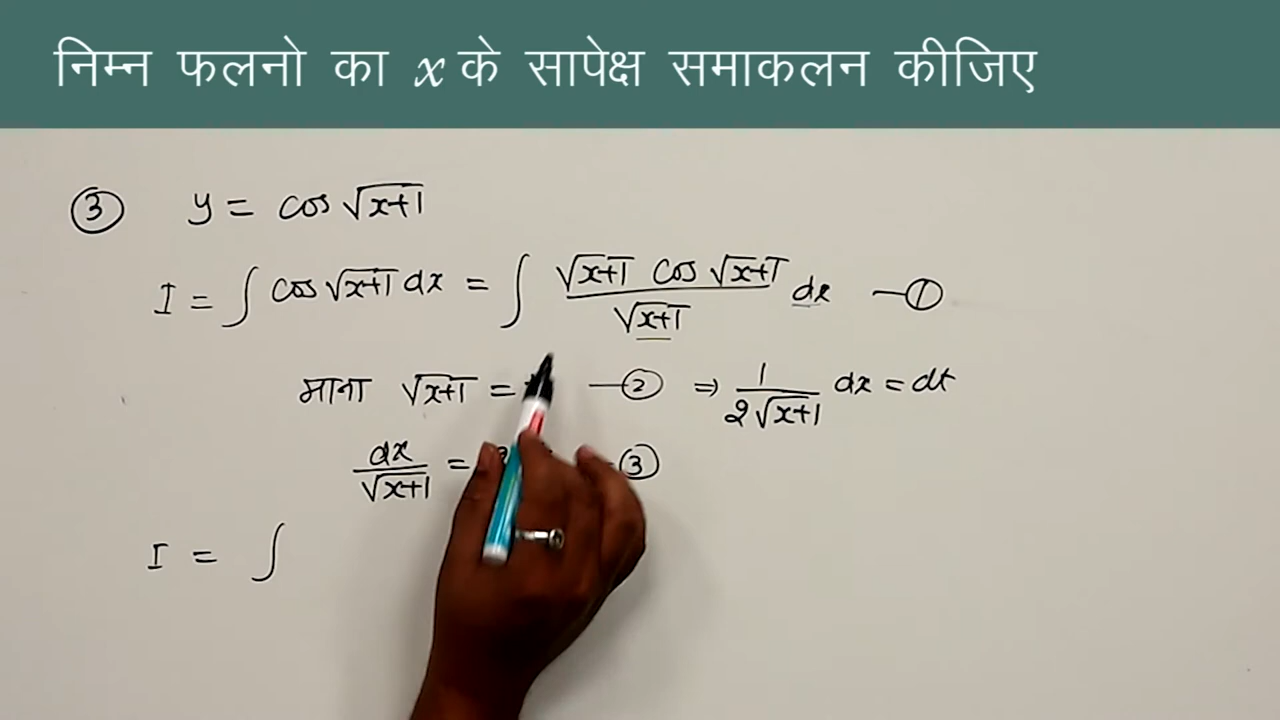 निम्न फलनो का x के सापेक्ष समाकलन कीजिए
③ y = cos √(x+1)
I = ∫ cos √(x+1) dx = ∫ (√(x+1) cos √(x+1)) / √(x+1) dx —①
माना √(x+1) = —② ⇒ 1/(2√(x+1)) dx = dt
dx/√(x+1) = —③
I = ∫